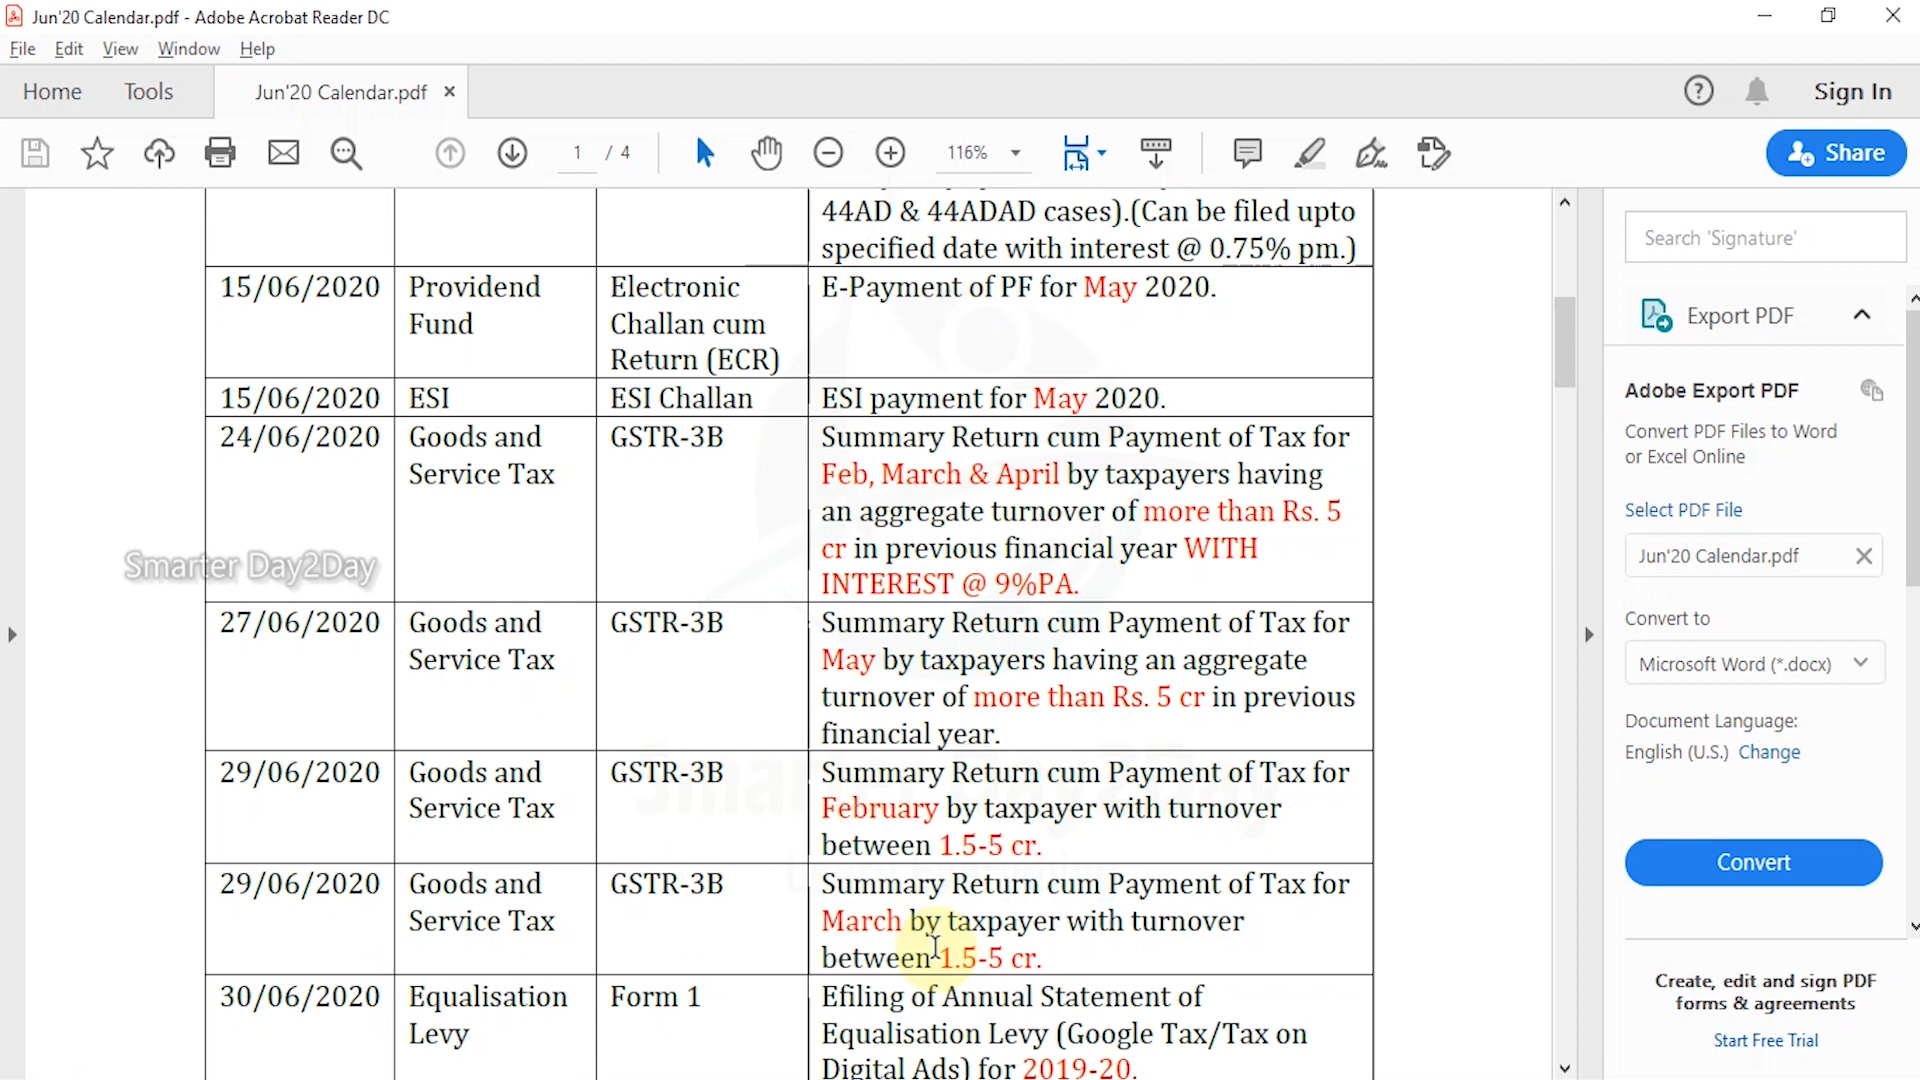 Jun'20 Calendar.pdf - Adobe Acrobat Reader DC
File Edit View Window Help
Home Tools Jun'20 Calendar.pdf × Sign In
1 / 4 116% Share
44AD & 44ADAD cases).(Can be filed upto
specified date with interest @ 0.75% pm.)
15/06/2020 Providend Electronic E-Payment of PF for May 2020.
Fund Challan cum
Return (ECR)
15/06/2020 ESI ESI Challan ESI payment for May 2020.
24/06/2020 Goods and GSTR-3B Summary Return cum Payment of Tax for
Service Tax Feb, March & April by taxpayers having
an aggregate turnover of more than Rs. 5
cr in previous financial year WITH
INTEREST @ 9%PA.
27/06/2020 Goods and GSTR-3B Summary Return cum Payment of Tax for
Service Tax May by taxpayers having an aggregate
turnover of more than Rs. 5 cr in previous
financial year.
29/06/2020 Goods and GSTR-3B Summary Return cum Payment of Tax for
Service Tax February by taxpayer with turnover
between 1.5-5 cr.
29/06/2020 Goods and GSTR-3B Summary Return cum Payment of Tax for
Service Tax March by taxpayer with turnover
between 1.5-5 cr.
30/06/2020 Equalisation Form 1 Efiling of Annual Statement of
Levy Equalisation Levy (Google Tax/Tax on
Digital Ads) for 2019-20.
Smarter Day2Day
Smarter Day2Day
Search 'Signature'
Export PDF
Adobe Export PDF
Convert PDF Files to Word
or Excel Online
Select PDF File
Jun'20 Calendar.pdf
Convert to
Microsoft Word (*.docx)
Document Language:
English (U.S.) Change
Convert
Create, edit and sign PDF
forms & agreements
Start Free Trial